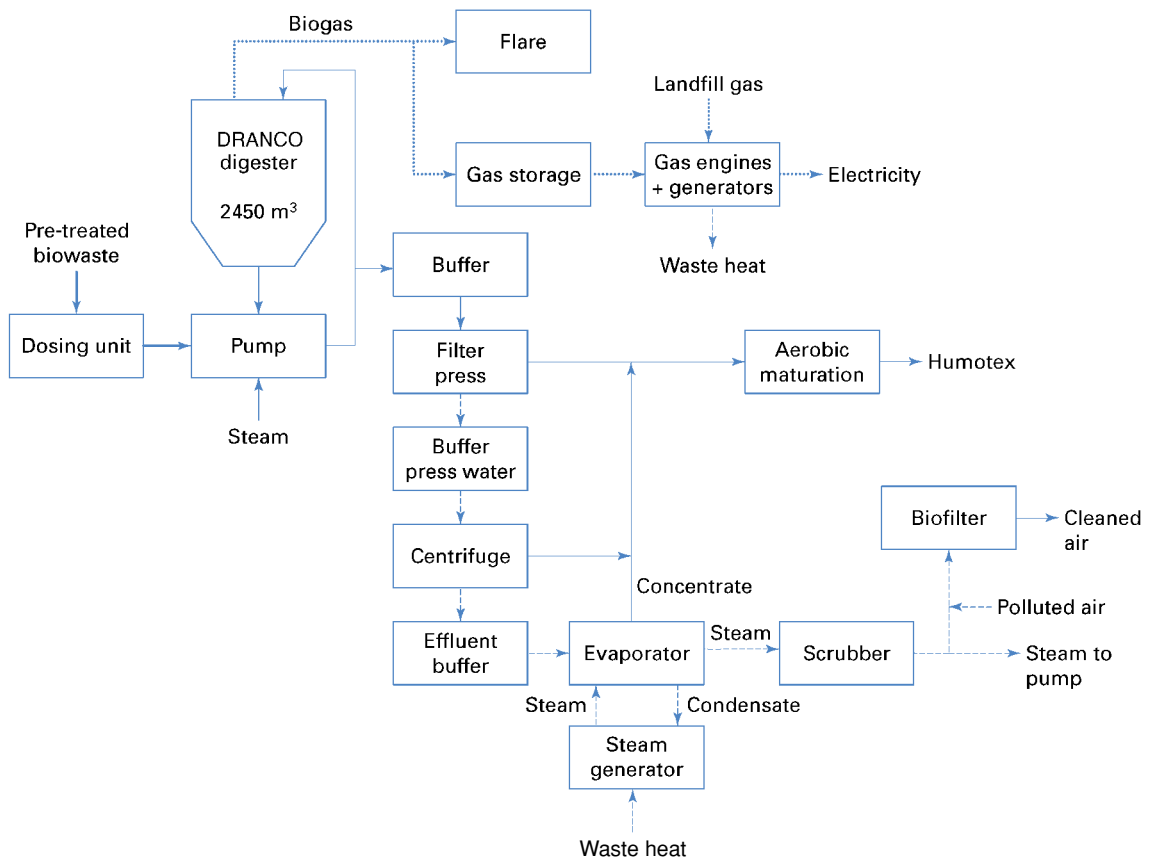 Biogas
Flare
Landfill gas
DRANCO
digester
2450 m³
Gas storage
Gas engines
+ generators
Electricity
Waste heat
Pre-treated
biowaste
Buffer
Dosing unit
Pump
Steam
Filter
press
Aerobic
maturation
Humotex
Buffer
press water
Centrifuge
Concentrate
Biofilter
Cleaned
air
Polluted air
Effluent
buffer
Evaporator
Steam
Scrubber
Steam to
pump
Steam
Condensate
Steam
generator
Waste heat